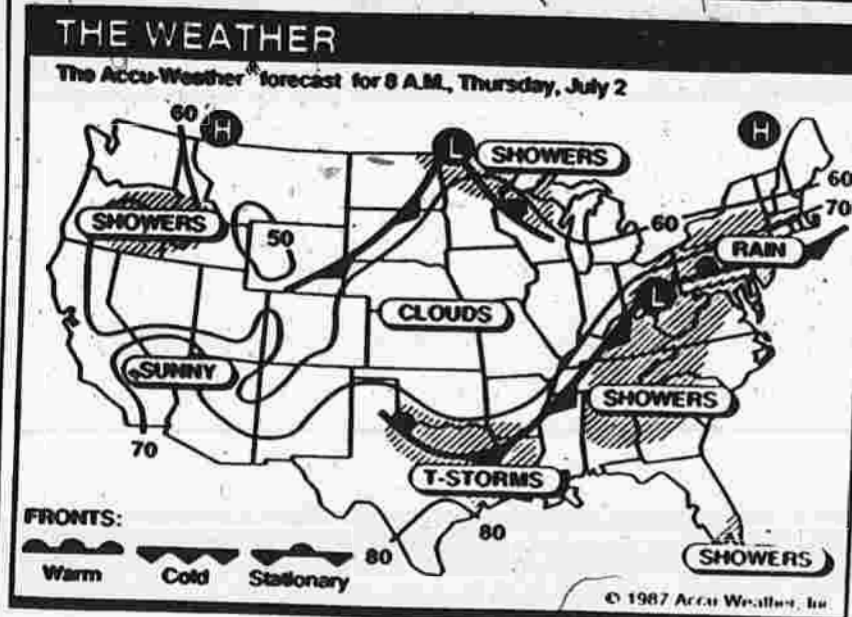 THE WEATHER
The Accu-Weather® forecast for 8 A.M., Thursday, July 2
60
H
L
SHOWERS
H
60
70
SHOWERS
50
60
RAIN
L
CLOUDS
SUNNY
SHOWERS
70
T-STORMS
80
80
SHOWERS
FRONTS:
Warm
Cold
Stationary
© 1987 Accu Weather, Inc.